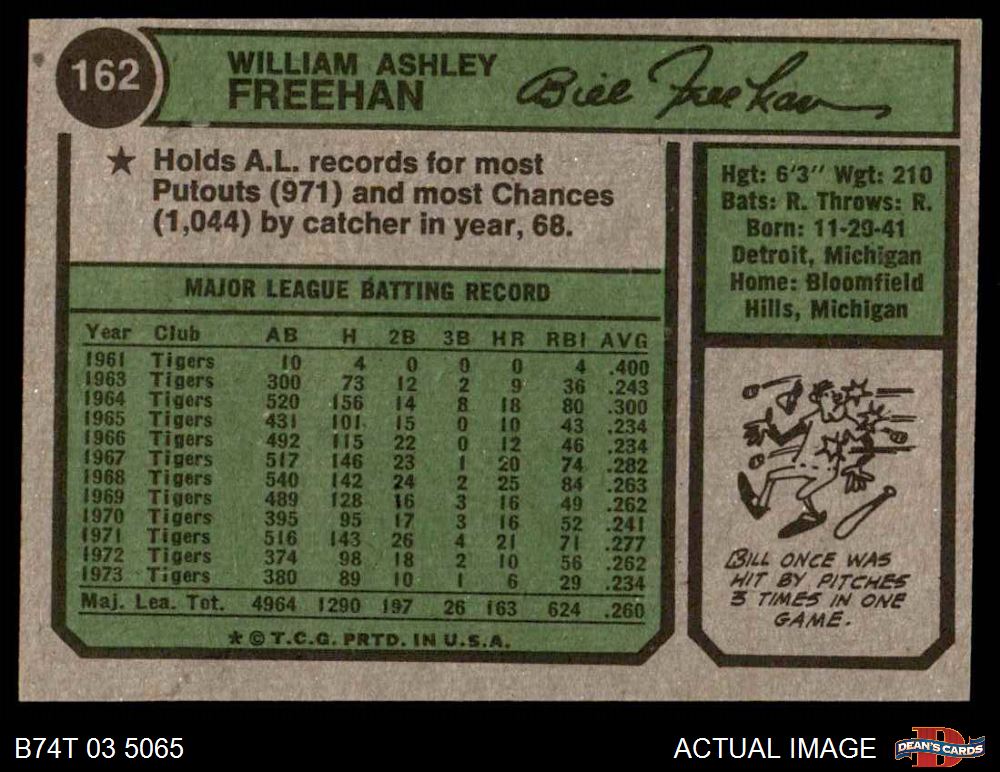 162
WILLIAM ASHLEY
FREEHAN
Bill Freehan
★ Holds A.L. records for most
Putouts (971) and most Chances
(1,044) by catcher in year, 68.
Hgt: 6'3" Wgt: 210
Bats: R. Throws: R.
Born: 11-29-41
Detroit, Michigan
Home: Bloomfield
Hills, Michigan
MAJOR LEAGUE BATTING RECORD
Year Club AB H 2B 3B HR RBI AVG
1961 Tigers 10 4 0 0 0 4 .400
1963 Tigers 300 73 12 2 9 36 .243
1964 Tigers 520 156 14 8 18 80 .300
1965 Tigers 431 101 15 0 10 43 .234
1966 Tigers 492 115 22 0 12 46 .234
1967 Tigers 517 146 23 1 20 74 .282
1968 Tigers 540 142 24 2 25 84 .263
1969 Tigers 489 128 16 3 16 49 .262
1970 Tigers 395 95 17 3 16 52 .241
1971 Tigers 516 143 26 4 21 71 .277
1972 Tigers 374 98 18 2 10 56 .262
1973 Tigers 380 89 10 1 6 29 .234
Maj. Lea. Tot. 4964 1290 197 26 163 624 .260
★ © T.C.G. PRTD. IN U.S.A.
BILL ONCE WAS
HIT BY PITCHES
3 TIMES IN ONE
GAME.
B74T 03 5065
ACTUAL IMAGE
D
DEAN'S CARDS